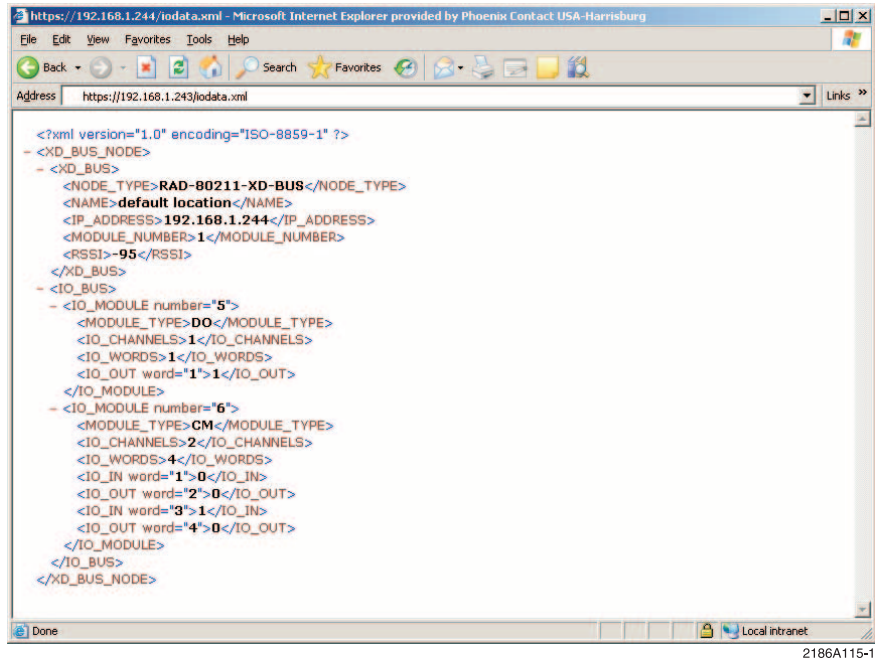 https://192.168.1.244/iodata.xml - Microsoft Internet Explorer provided by Phoenix Contact USA-Harrisburg
File Edit View Favorites Tools Help
Back Search Favorites
Address https://192.168.1.243/iodata.xml Links »
<?xml version="1.0" encoding="ISO-8859-1" ?>
- <XD_BUS_NODE>
- <XD_BUS>
<NODE_TYPE>RAD-80211-XD-BUS</NODE_TYPE>
<NAME>default location</NAME>
<IP_ADDRESS>192.168.1.244</IP_ADDRESS>
<MODULE_NUMBER>1</MODULE_NUMBER>
<RSSI>-95</RSSI>
</XD_BUS>
- <IO_BUS>
- <IO_MODULE number="5">
<MODULE_TYPE>DO</MODULE_TYPE>
<IO_CHANNELS>1</IO_CHANNELS>
<IO_WORDS>1</IO_WORDS>
<IO_OUT word="1">1</IO_OUT>
</IO_MODULE>
- <IO_MODULE number="6">
<MODULE_TYPE>CM</MODULE_TYPE>
<IO_CHANNELS>2</IO_CHANNELS>
<IO_WORDS>4</IO_WORDS>
<IO_IN word="1">0</IO_IN>
<IO_OUT word="2">0</IO_OUT>
<IO_IN word="3">1</IO_IN>
<IO_OUT word="4">0</IO_OUT>
</IO_MODULE>
</IO_BUS>
</XD_BUS_NODE>
Done Local intranet
2186A115-1